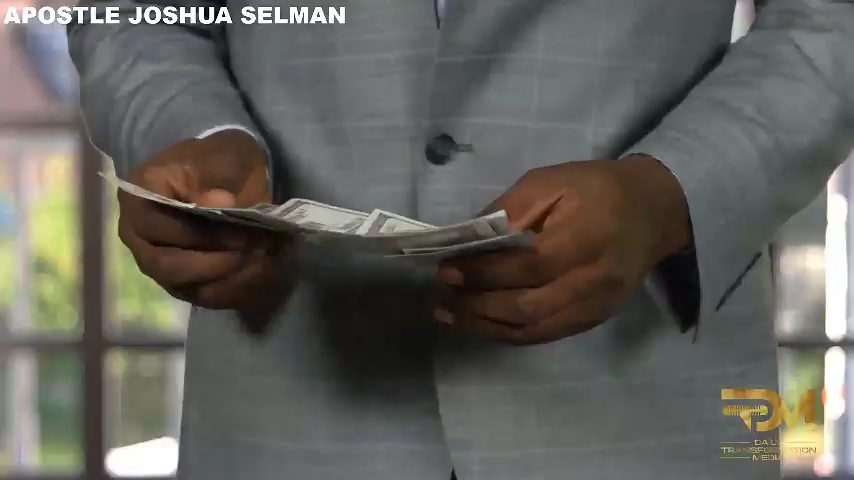 APOSTLE JOSHUA SELMAN
DAILY
TRANSFORMATION
MEDIA